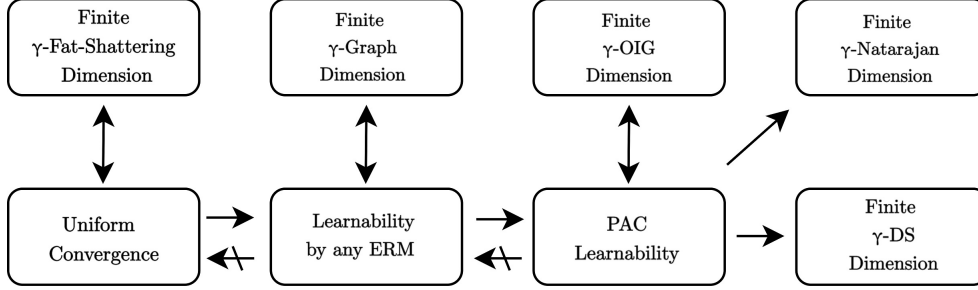 Finite
γ-Fat-Shattering
Dimension
Finite
γ-Graph
Dimension
Finite
γ-OIG
Dimension
Finite
γ-Natarajan
Dimension
Uniform
Convergence
Learnability
by any ERM
PAC
Learnability
Finite
γ-DS
Dimension